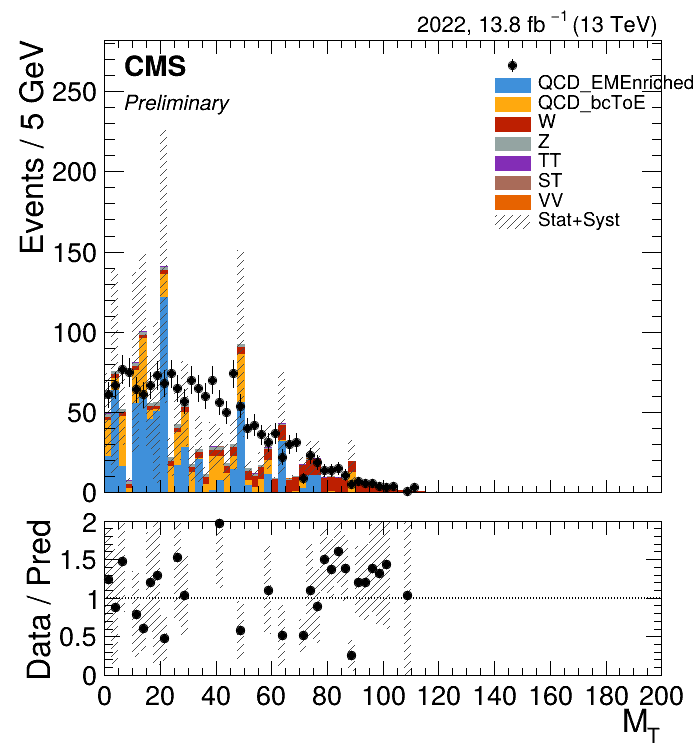 2022, 13.8 fb⁻¹ (13 TeV)
CMS
Preliminary
QCD_EMEnriched
QCD_bcToE
W
Z
TT
ST
VV
Stat+Syst
Events / 5 GeV
250
200
150
100
50
0
Data / Pred
2
1.5
1
0.5
0
0 20 40 60 80 100 120 140 160 180 200
M_T